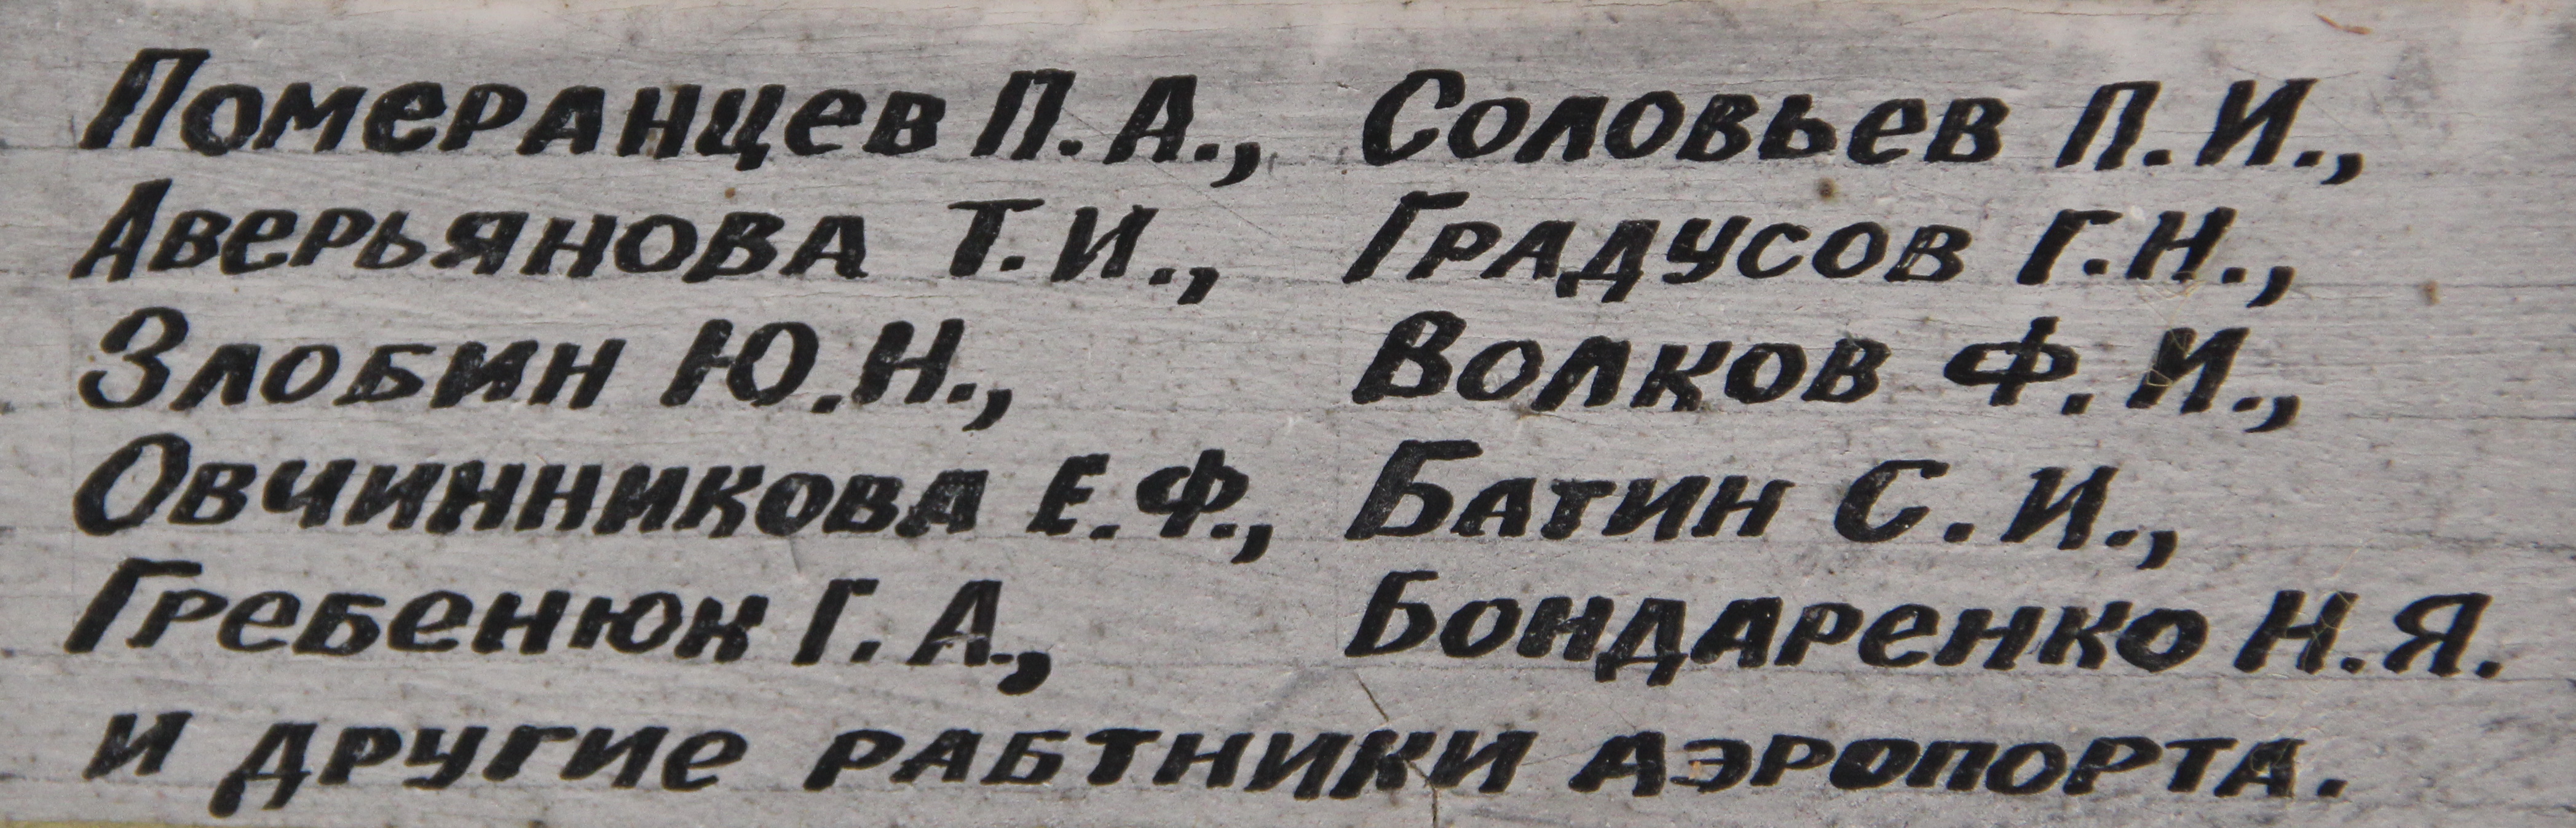 Померанцев П.А., Соловьев П.И.,
Аверьянова Т.И., Градусов Г.Н.,
Злобин Ю.Н., Волков Ф.И.,
Овчинникова Е.Ф., Батин С.И.,
Гребенюк Г.А., Бондаренко Н.Я.
и другие рабтники аэропорта.